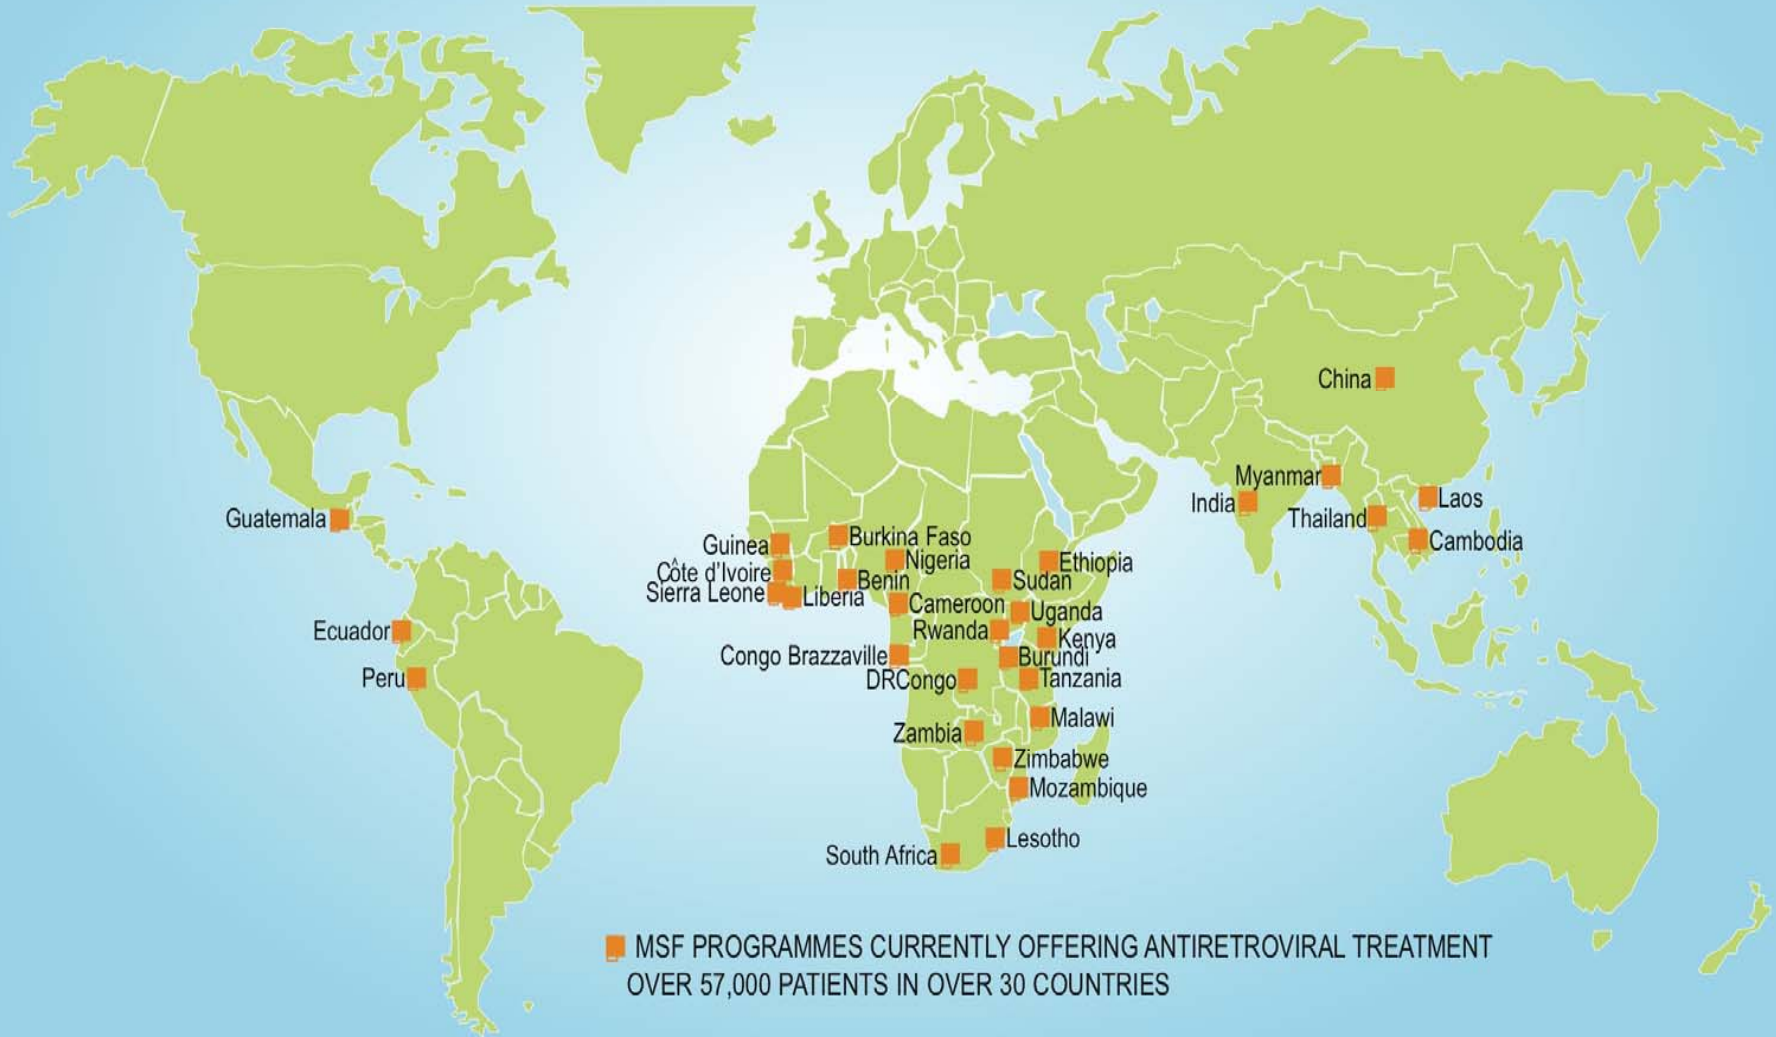 China
Myanmar
India
Laos
Thailand
Guatemala
Cambodia
Burkina Faso
Guinea
Nigeria
Ethiopia
Côte d'Ivoire
Benin
Sudan
Sierra Leone
Liberia
Cameroon
Uganda
Ecuador
Rwanda
Kenya
Congo Brazzaville
Burundi
Peru
DRCongo
Tanzania
Malawi
Zambia
Zimbabwe
Mozambique
Lesotho
South Africa
MSF PROGRAMMES CURRENTLY OFFERING ANTIRETROVIRAL TREATMENT
OVER 57,000 PATIENTS IN OVER 30 COUNTRIES